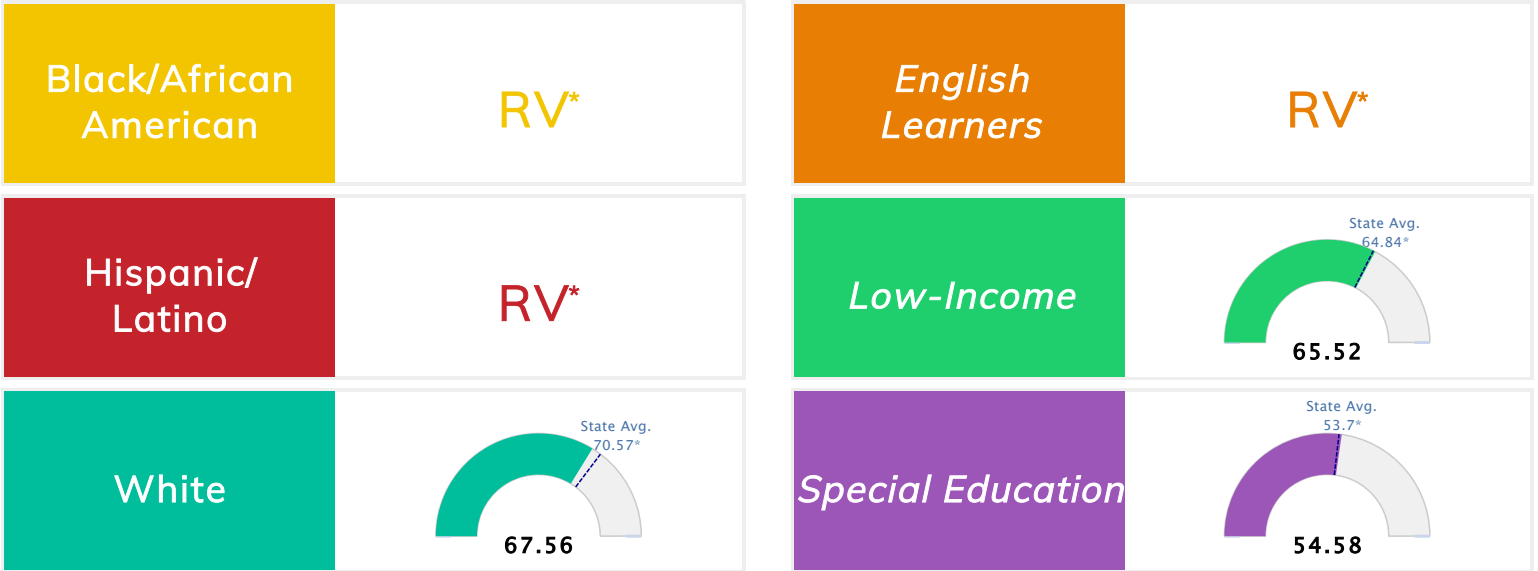 Black/African
American
RV*
English
Learners
RV*
Hispanic/
Latino
RV*
Low-Income
State Avg.
64.84*
65.52
White
State Avg.
70.57*
67.56
Special Education
State Avg.
53.7*
54.58